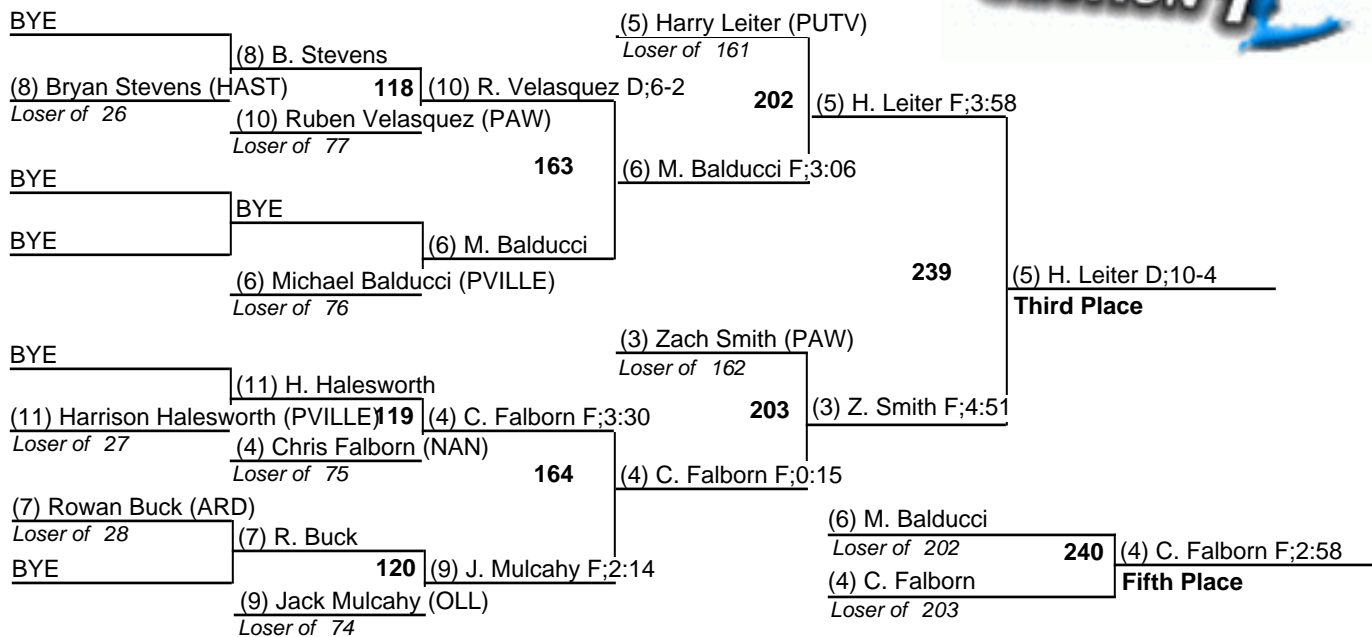 BYE
(5) Harry Leiter (PUTV)
Loser of 161
(8) B. Stevens
(8) Bryan Stevens (HAST)
118
(10) R. Velasquez D;6-2
202
(5) H. Leiter F;3:58
Loser of 26
(10) Ruben Velasquez (PAW)
Loser of 77
163
(6) M. Balducci F;3:06
BYE
BYE
BYE
(6) M. Balducci
239
(5) H. Leiter D;10-4
Third Place
(6) Michael Balducci (PVILLE)
Loser of 76
(3) Zach Smith (PAW)
Loser of 162
BYE
(11) H. Halesworth
(11) Harrison Halesworth (PVILLE)
119
(4) C. Falborn F;3:30
203
(3) Z. Smith F;4:51
Loser of 27
(4) Chris Falborn (NAN)
Loser of 75
164
(4) C. Falborn F;0:15
(7) Rowan Buck (ARD)
Loser of 28
(7) R. Buck
BYE
120
(9) J. Mulcahy F;2:14
(9) Jack Mulcahy (OLL)
Loser of 74
(6) M. Balducci
Loser of 202
240
(4) C. Falborn F;2:58
Fifth Place
(4) C. Falborn
Loser of 203